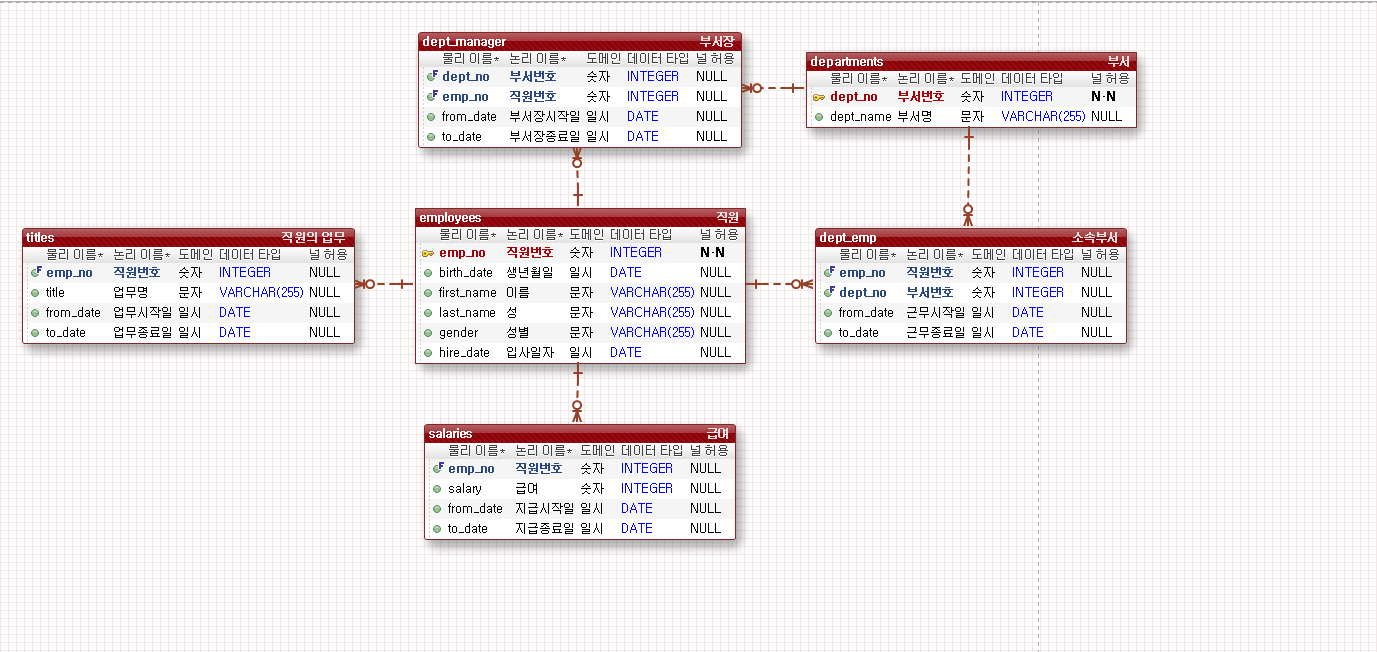 dept_manager 부서장
물리 이름* 논리 이름* 도메인 데이터 타입 널 허용
dept_no 부서번호 숫자 INTEGER NULL
emp_no 직원번호 숫자 INTEGER NULL
from_date 부서장시작일 일시 DATE NULL
to_date 부서장종료일 일시 DATE NULL
departments 부서
물리 이름* 논리 이름* 도메인 데이터 타입 널 허용
dept_no 부서번호 숫자 INTEGER N·N
dept_name 부서명 문자 VARCHAR(255) NULL
titles 직원의 업무
물리 이름* 논리 이름* 도메인 데이터 타입 널 허용
emp_no 직원번호 숫자 INTEGER NULL
title 업무명 문자 VARCHAR(255) NULL
from_date 업무시작일 일시 DATE NULL
to_date 업무종료일 일시 DATE NULL
employees 직원
물리 이름* 논리 이름* 도메인 데이터 타입 널 허용
emp_no 직원번호 숫자 INTEGER N·N
birth_date 생년월일 일시 DATE NULL
first_name 이름 문자 VARCHAR(255) NULL
last_name 성 문자 VARCHAR(255) NULL
gender 성별 문자 VARCHAR(255) NULL
hire_date 입사일자 일시 DATE NULL
dept_emp 소속부서
물리 이름* 논리 이름* 도메인 데이터 타입 널 허용
emp_no 직원번호 숫자 INTEGER NULL
dept_no 부서번호 숫자 INTEGER NULL
from_date 근무시작일 일시 DATE NULL
to_date 근무종료일 일시 DATE NULL
salaries 급여
물리 이름* 논리 이름* 도메인 데이터 타입 널 허용
emp_no 직원번호 숫자 INTEGER NULL
salary 급여 숫자 INTEGER NULL
from_date 지급시작일 일시 DATE NULL
to_date 지급종료일 일시 DATE NULL